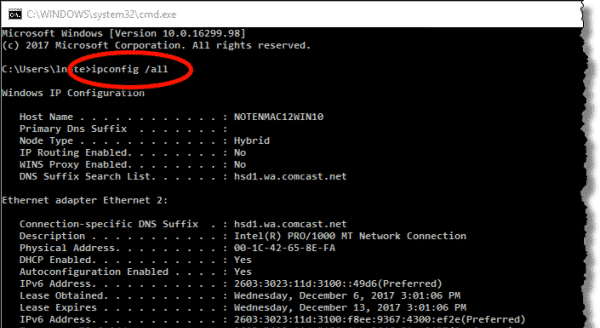 C:\WINDOWS\system32\cmd.exe
Microsoft Windows [Version 10.0.16299.98]
(c) 2017 Microsoft Corporation. All rights reserved.
C:\Users\lnote>ipconfig /all
Windows IP Configuration
Host Name . . . . . . . . . . . . : NOTENMAC12WIN10
Primary Dns Suffix . . . . . . . :
Node Type . . . . . . . . . . . . : Hybrid
IP Routing Enabled. . . . . . . . : No
WINS Proxy Enabled. . . . . . . . : No
DNS Suffix Search List. . . . . . : hsd1.wa.comcast.net
Ethernet adapter Ethernet 2:
Connection-specific DNS Suffix . : hsd1.wa.comcast.net
Description . . . . . . . . . . . : Intel(R) PRO/1000 MT Network Connection
Physical Address. . . . . . . . . : 00-1C-42-65-8E-FA
DHCP Enabled. . . . . . . . . . . : Yes
Autoconfiguration Enabled . . . . : Yes
IPv6 Address. . . . . . . . . . . : 2603:3023:11d:3100::49d6(Preferred)
Lease Obtained. . . . . . . . . . : Wednesday, December 6, 2017 3:01:06 PM
Lease Expires . . . . . . . . . . : Wednesday, December 13, 2017 3:01:06 PM
IPv6 Address. . . . . . . . . . . : 2603:3023:11d:3100:f8ee:9367:4300:ef2e(Preferred)